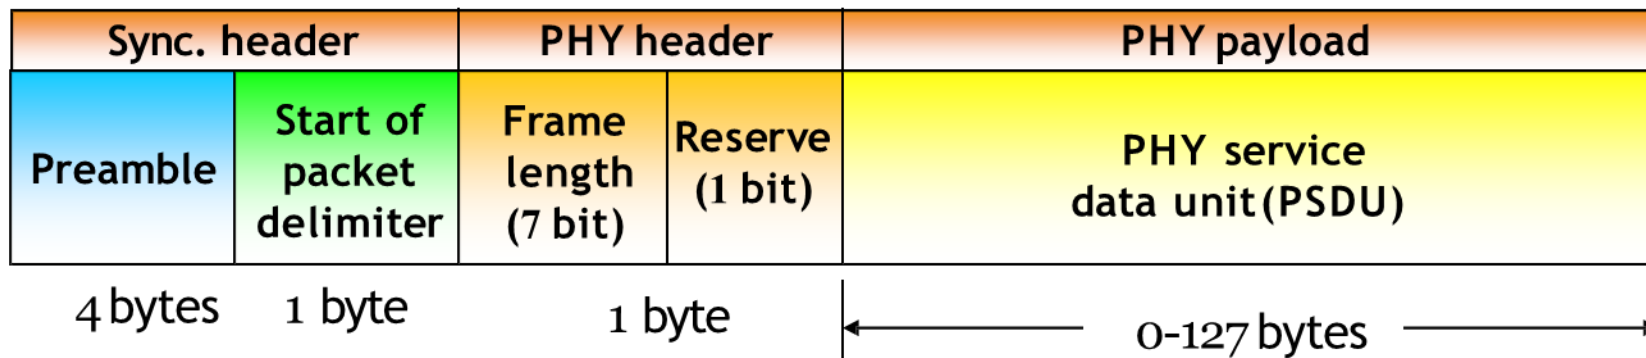 Sync. header
PHY header
PHY payload
Preamble
Start of
packet
delimiter
Frame
length
(7 bit)
Reserve
(1 bit)
PHY service
data unit(PSDU)
4 bytes
1 byte
1 byte
0-127 bytes